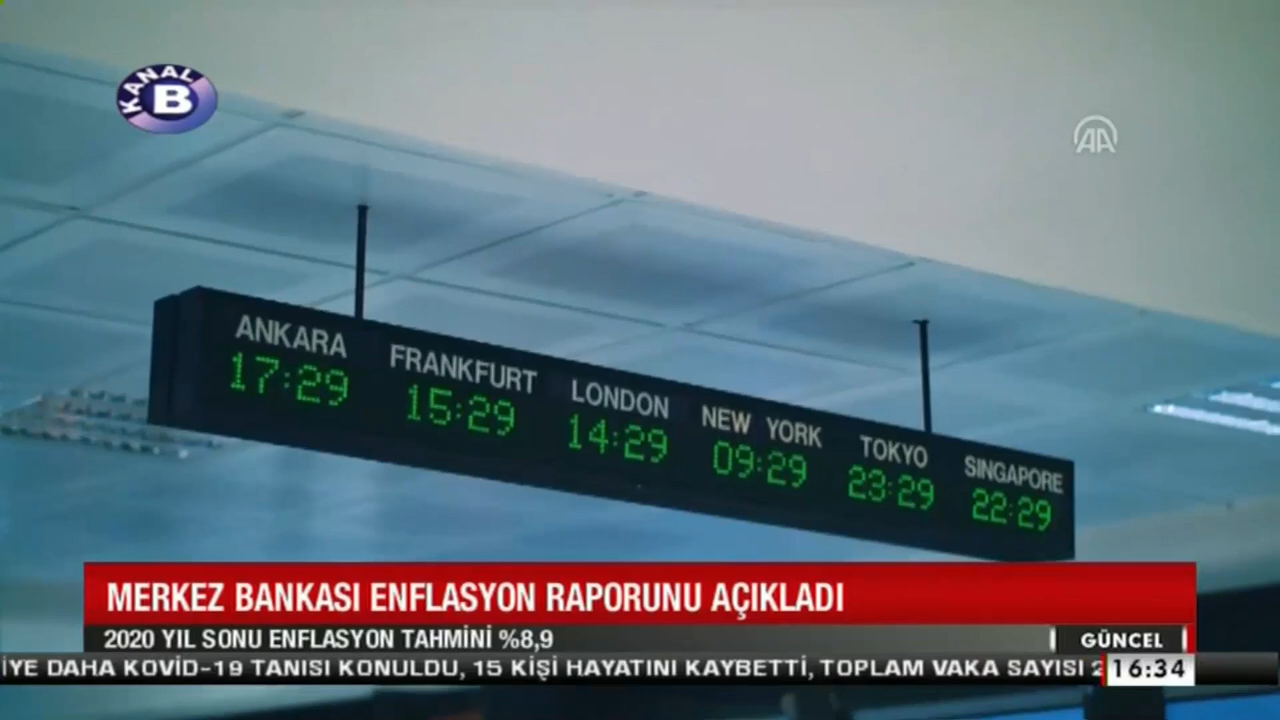 KANAL B
AA
ANKARA FRANKFURT LONDON NEW YORK TOKYO SINGAPORE
17:29 15:29 14:29 09:29 23:29 22:29
MERKEZ BANKASI ENFLASYON RAPORUNU AÇIKLADI
2020 YIL SONU ENFLASYON TAHMİNİ %8,9
GÜNCEL
İYE DAHA KOVİD-19 TANISI KONULDU, 15 KİŞİ HAYATINI KAYBETTİ, TOPLAM VAKA SAYISI 2
16:34